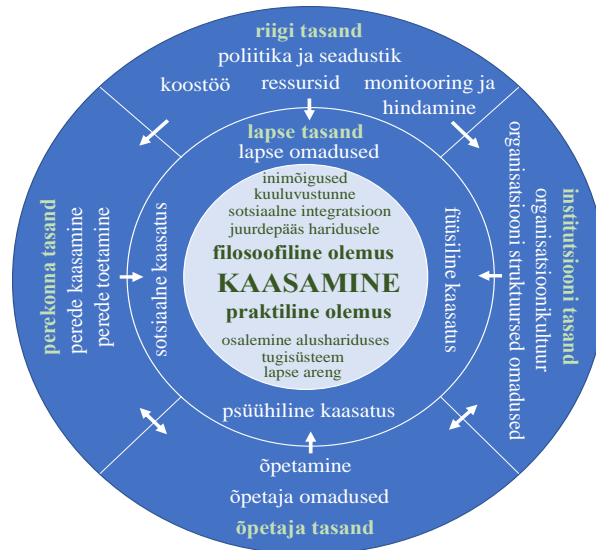 riigi tasand
poliitika ja seadustik
koostöö
ressursid
monitooring ja
hindamine
lapse tasand
lapse omadused
inimõigused
kuuluvustunne
sotsiaalne integratsioon
juurdepääs haridusele
filosoofiline olemus
KAASAMINE
praktiline olemus
osalemine alushariduses
tugisüsteem
lapse areng
perekonna tasand
perede kaasamine
perede toetamine
sotsiaalne kaasatus
füüsiline kaasatus
organisatsiooni struktuursed omadused
organisatsioonikultuur
institutsiooni tasand
psüühiline kaasatus
õpetamine
õpetaja omadused
õpetaja tasand